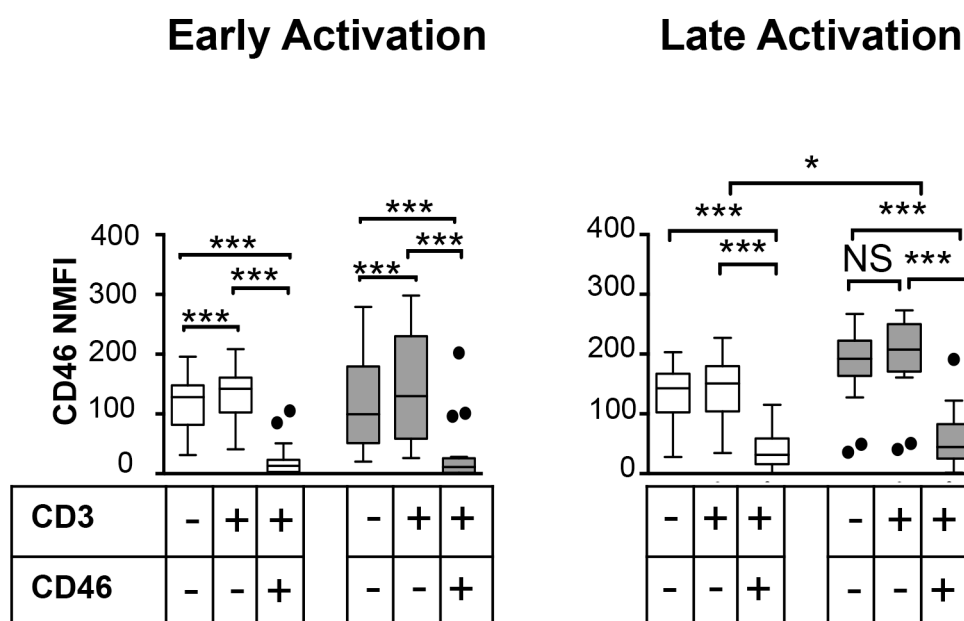 Early Activation Late Activation
*
*** *** *** ***
*** *** *** NS ***
*** ***
CD46 NMFI
400 400
300 300
200 200
100 100
0 0
CD3 - + + - + + - + + - + +
CD46 - - + - - + - - + - - +